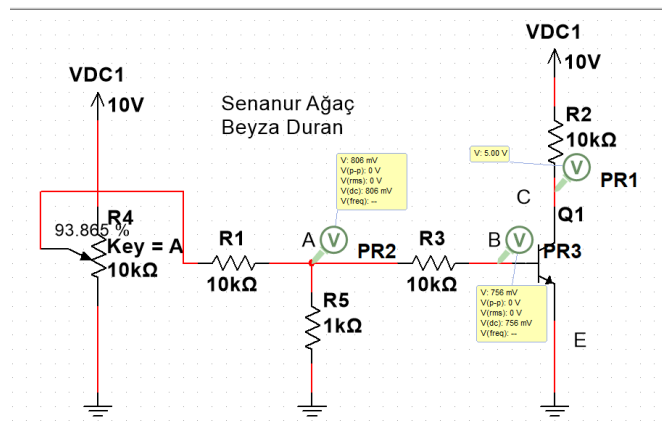 VDC1
10V
Senanur Ağaç
Beyza Duran
VDC1
10V
R2
10kΩ
V: 5.00 V
V
PR1
C
Q1
V: 806 mV
V(p-p): 0 V
V(rms): 0 V
V(dc): 806 mV
V(freq): --
93.865 %
R4
Key = A
10kΩ
R1
10kΩ
A
V
PR2
R3
10kΩ
B
V
PR3
R5
1kΩ
V: 756 mV
V(p-p): 0 V
V(rms): 0 V
V(dc): 756 mV
V(freq): --
E